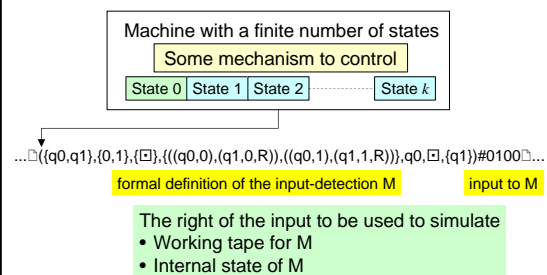 Machine with a finite number of states
Some mechanism to control
State 0 State 1 State 2 State k
...□({q0,q1},{0,1},{⊡},{((q0,0),(q1,0,R)),((q0,1),(q1,1,R))},q0,⊡,{q1})#0100□...
formal definition of the input-detection M input to M
The right of the input to be used to simulate
• Working tape for M
• Internal state of M